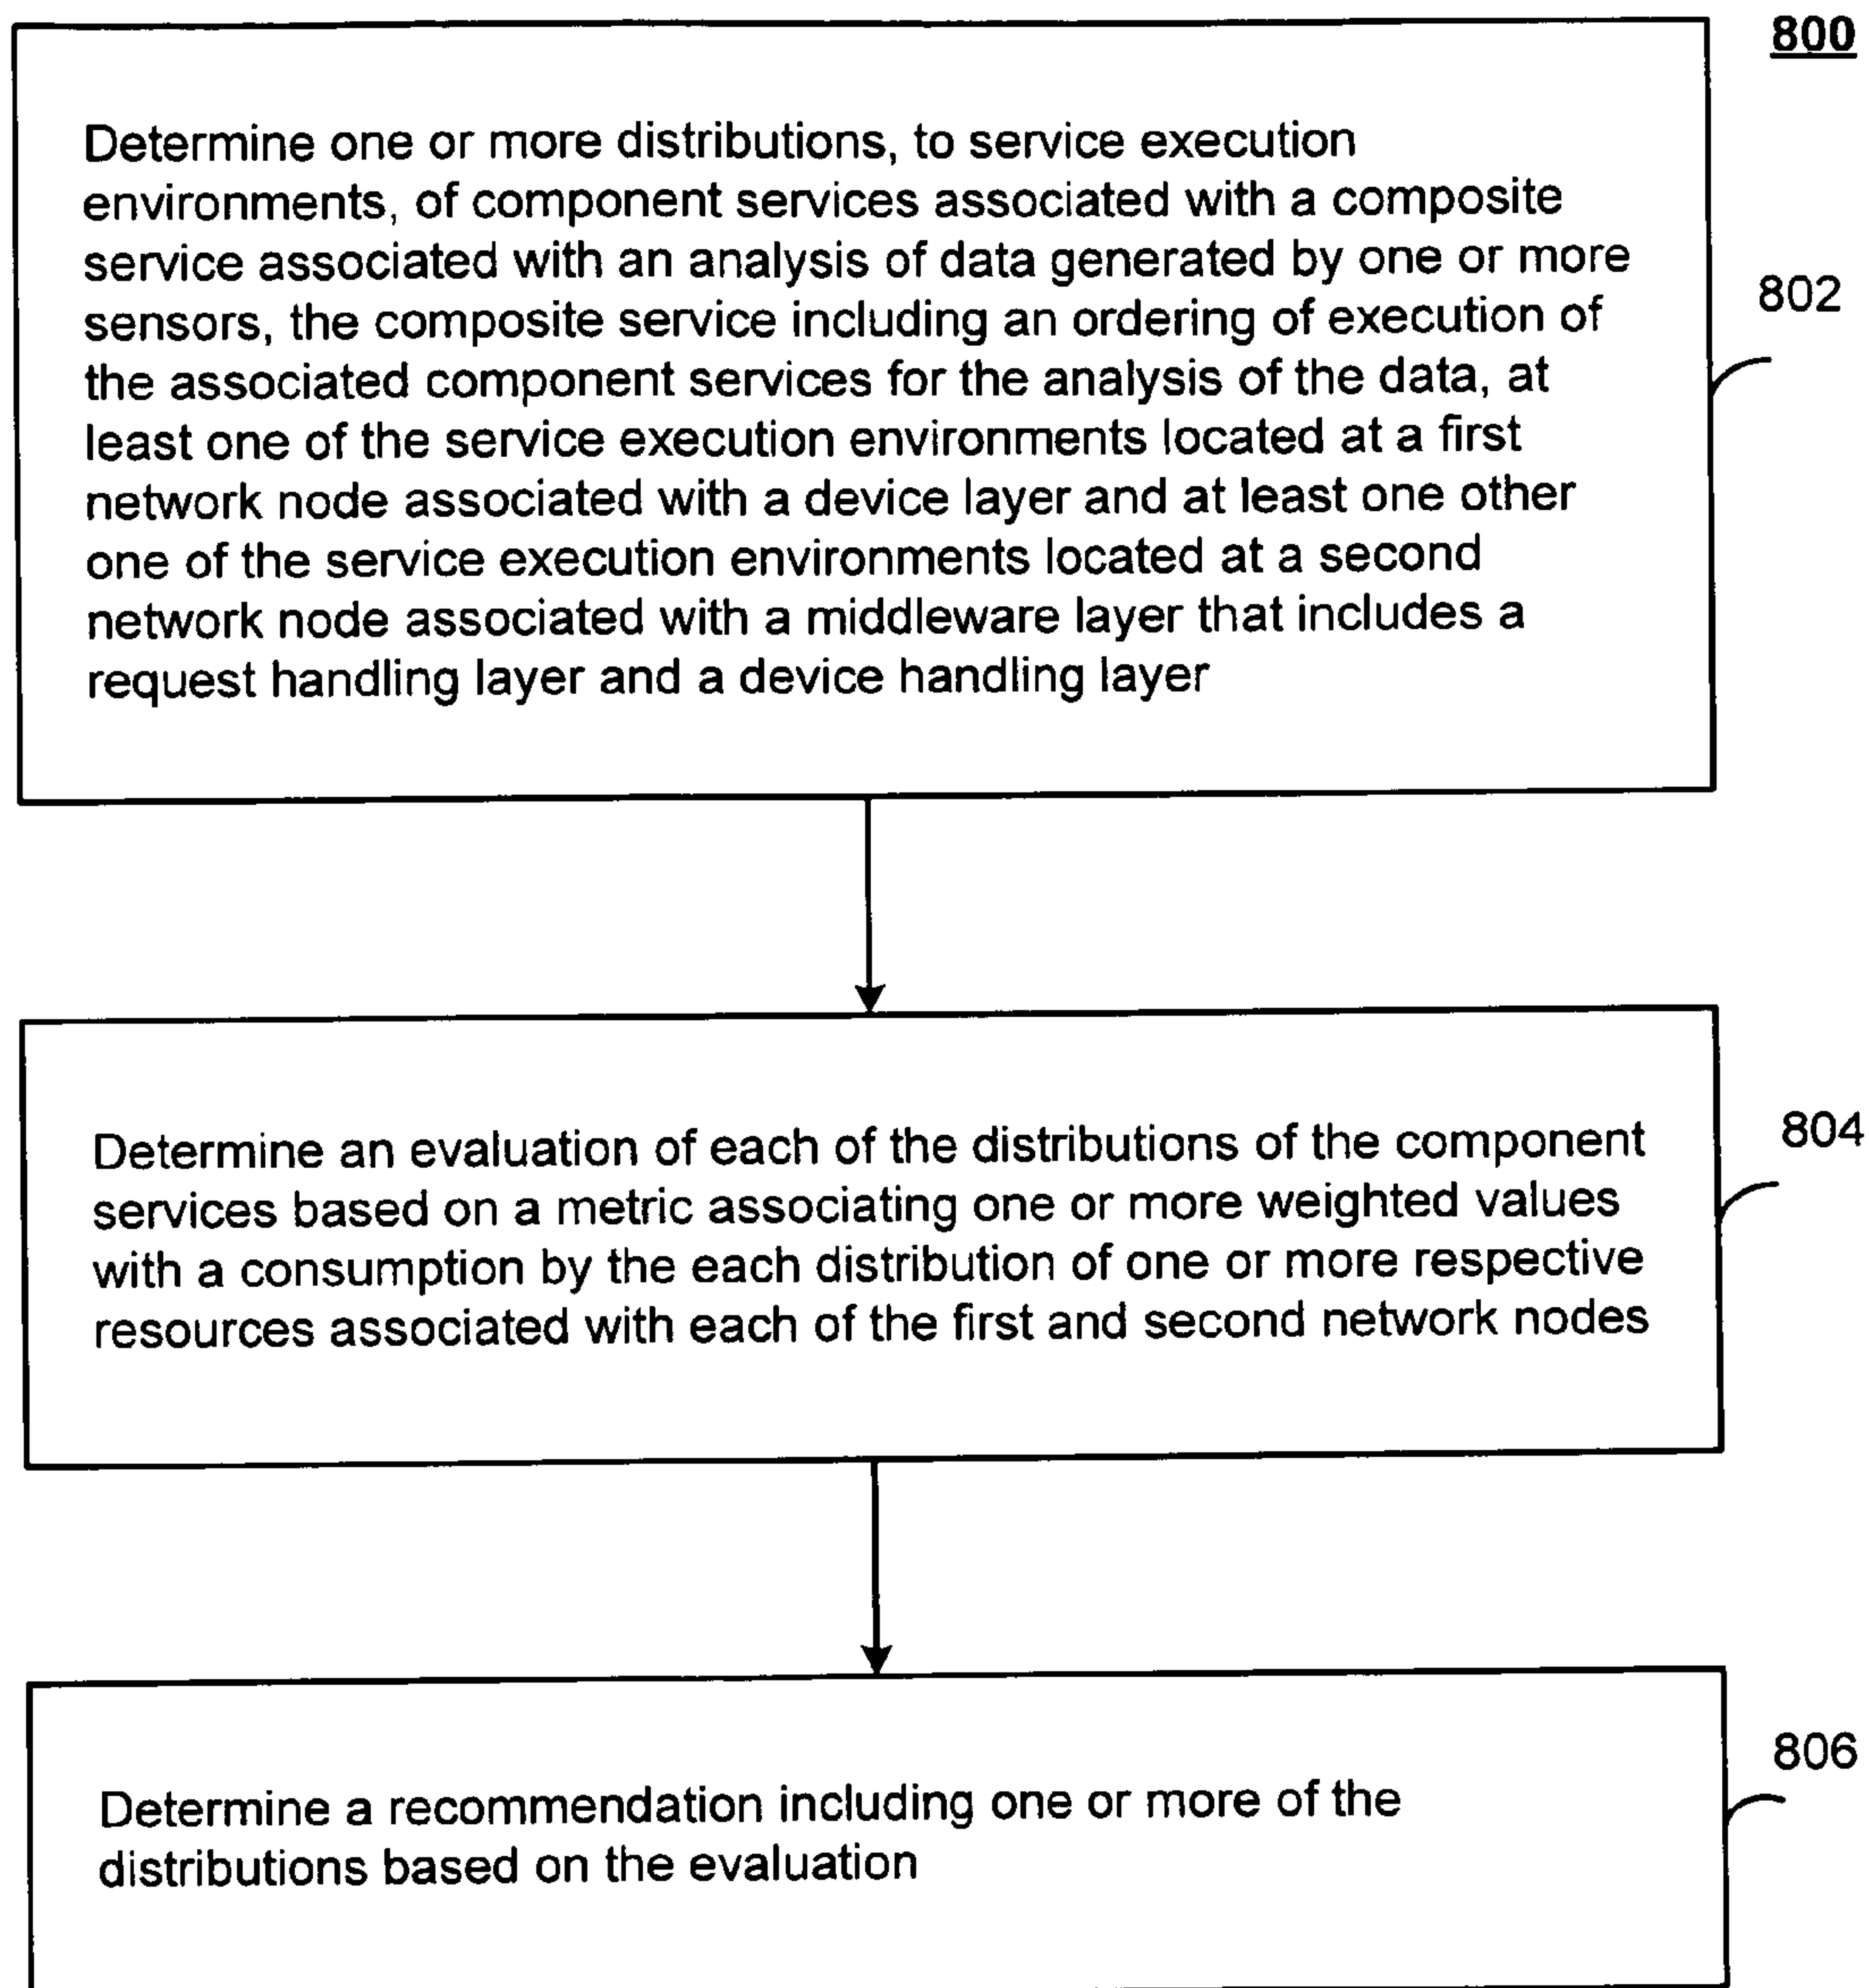 800
Determine one or more distributions, to service execution
environments, of component services associated with a composite
service associated with an analysis of data generated by one or more
sensors, the composite service including an ordering of execution of
the associated component services for the analysis of the data, at
least one of the service execution environments located at a first
network node associated with a device layer and at least one other
one of the service execution environments located at a second
network node associated with a middleware layer that includes a
request handling layer and a device handling layer
802
Determine an evaluation of each of the distributions of the component
services based on a metric associating one or more weighted values
with a consumption by the each distribution of one or more respective
resources associated with each of the first and second network nodes
804
Determine a recommendation including one or more of the
distributions based on the evaluation
806